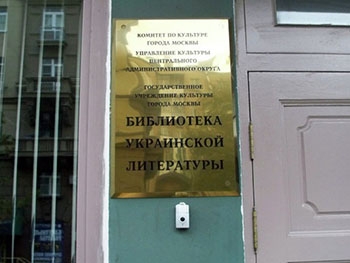 КОМИТЕТ ПО КУЛЬТУРЕ
ГОРОДА МОСКВЫ
УПРАВЛЕНИЕ КУЛЬТУРЫ
ЦЕНТРАЛЬНОГО
АДМИНИСТРАТИВНОГО ОКРУГА
ГОСУДАРСТВЕННОЕ
УЧРЕЖДЕНИЕ КУЛЬТУРЫ
ГОРОДА МОСКВЫ
БИБЛИОТЕКА
УКРАИНСКОЙ
ЛИТЕРАТУРЫ